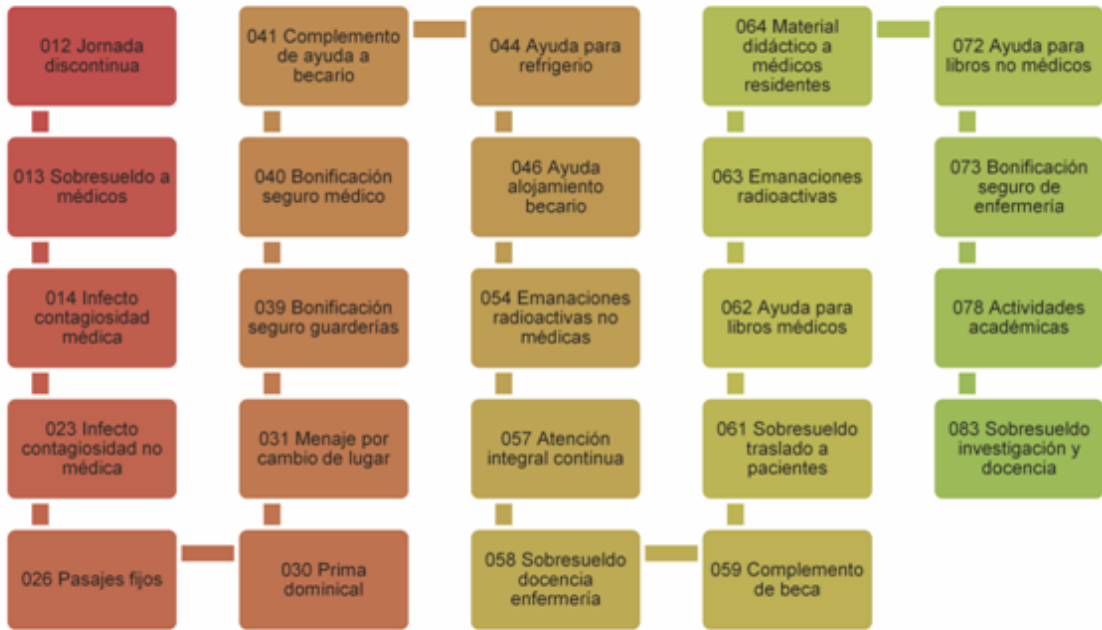 012 Jornada
discontinua
013 Sobresueldo a
médicos
014 Infecto
contagiosidad
médica
023 Infecto
contagiosidad no
médica
026 Pasajes fijos
030 Prima
dominical
031 Menaje por
cambio de lugar
039 Bonificación
seguro guarderías
040 Bonificación
seguro médico
041 Complemento
de ayuda a
becario
044 Ayuda para
refrigerio
046 Ayuda
alojamiento
becario
054 Emanaciones
radioactivas no
médicas
057 Atención
integral continua
058 Sobresueldo
docencia
enfermería
059 Complemento
de beca
061 Sobresueldo
traslado a
pacientes
062 Ayuda para
libros médicos
063 Emanaciones
radioactivas
064 Material
didáctico a
médicos
residentes
072 Ayuda para
libros no médicos
073 Bonificación
seguro de
enfermería
078 Actividades
académicas
083 Sobresueldo
investigación y
docencia